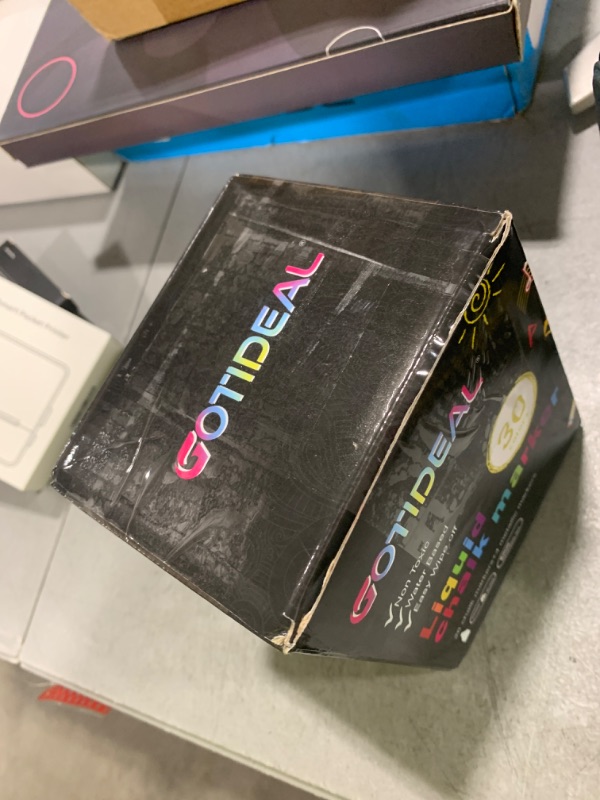 GOTIDEAL
GOTIDEAL
30
Non Toxic
Water Based
Easy Wipe off
Liquid
chalk marker